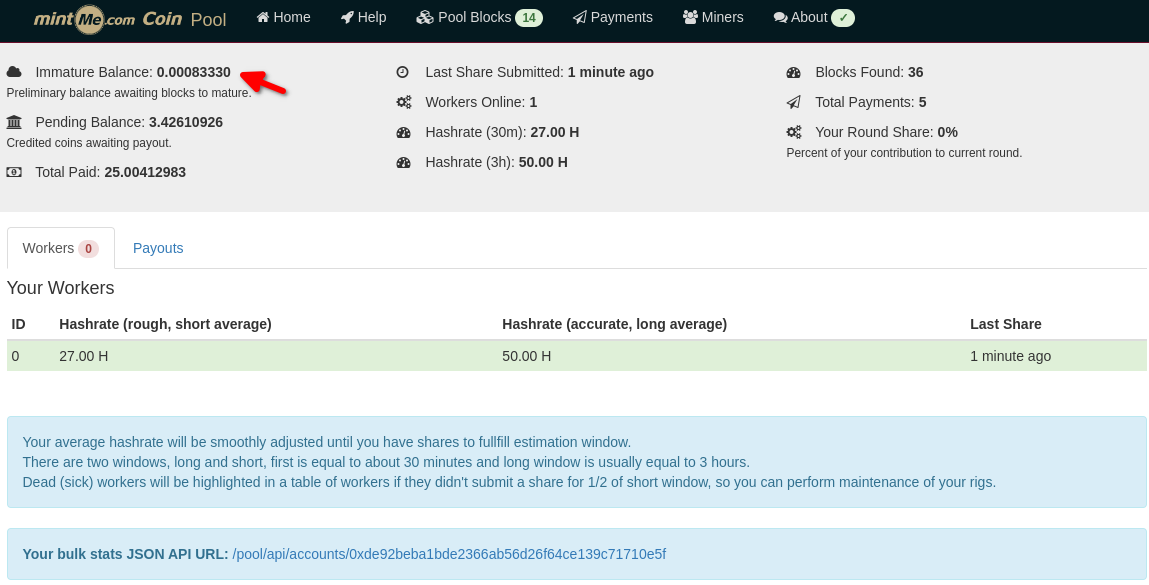 mintMe.com Coin Pool Home Help Pool Blocks 14 Payments Miners About ✓
Immature Balance: 0.00083330
Preliminary balance awaiting blocks to mature.
Pending Balance: 3.42610926
Credited coins awaiting payout.
Total Paid: 25.00412983
Last Share Submitted: 1 minute ago
Workers Online: 1
Hashrate (30m): 27.00 H
Hashrate (3h): 50.00 H
Blocks Found: 36
Total Payments: 5
Your Round Share: 0%
Percent of your contribution to current round.
Workers 0 Payouts
Your Workers
ID Hashrate (rough, short average) Hashrate (accurate, long average) Last Share
0 27.00 H 50.00 H 1 minute ago
Your average hashrate will be smoothly adjusted until you have shares to fullfill estimation window.
There are two windows, long and short, first is equal to about 30 minutes and long window is usually equal to 3 hours.
Dead (sick) workers will be highlighted in a table of workers if they didn't submit a share for 1/2 of short window, so you can perform maintenance of your rigs.
Your bulk stats JSON API URL: /pool/api/accounts/0xde92beba1bde2366ab56d26f64ce139c71710e5f